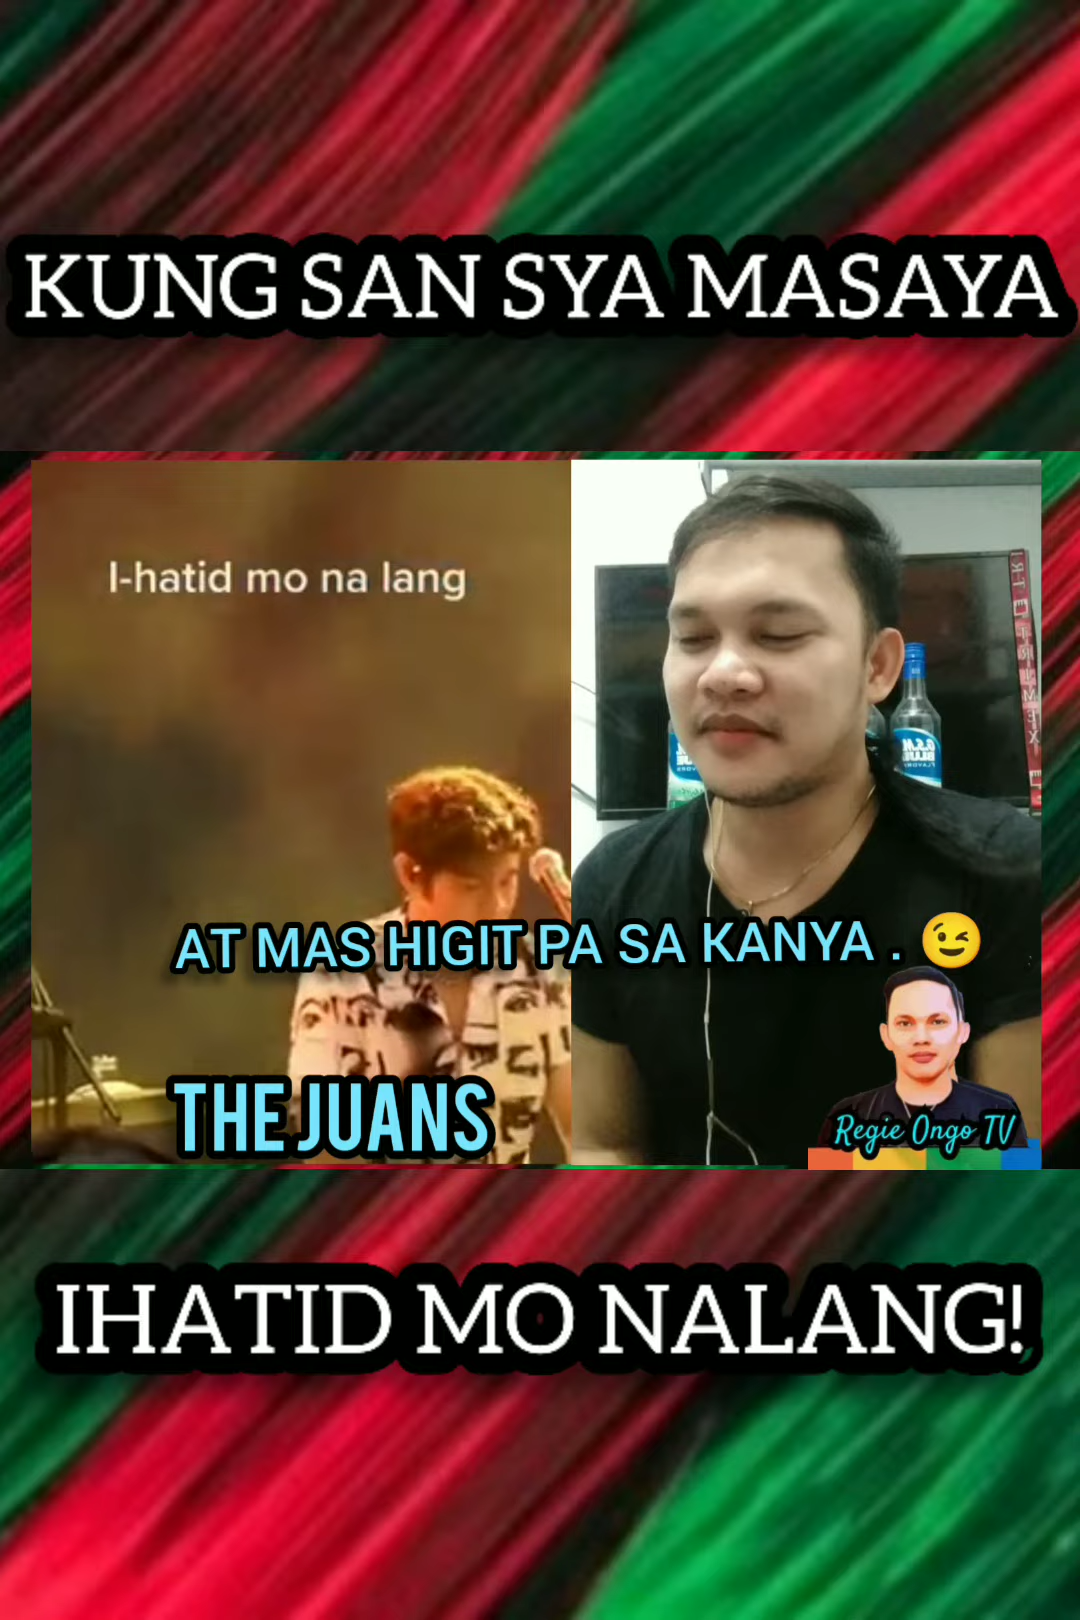 KUNG SAN SYA MASAYA
I-hatid mo na lang
AT MAS HIGIT PA SA KANYA . 😉
THE JUANS
Regie Ongo TV
IHATID MO NALANG!